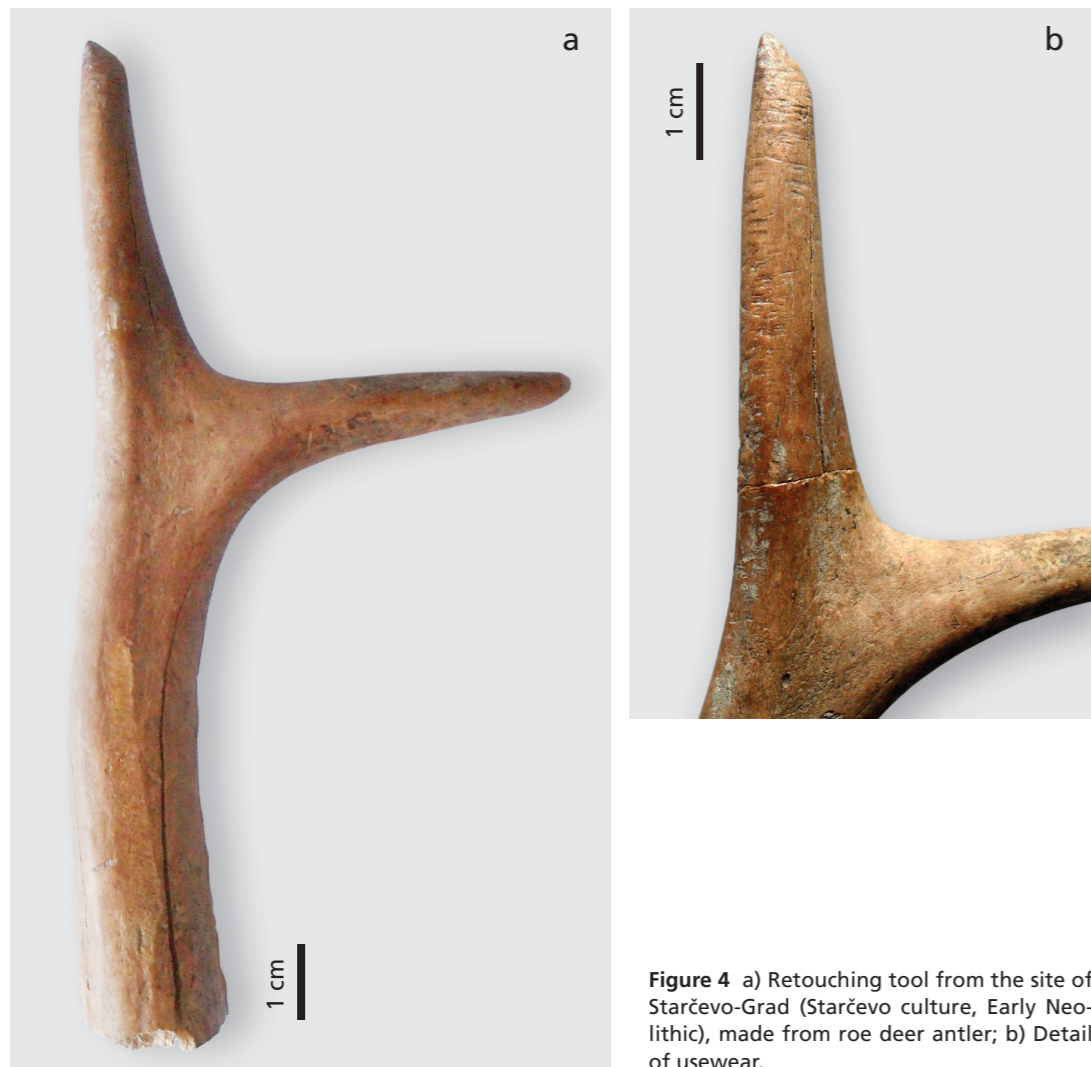 a
b
1 cm
1 cm
Figure 4 a) Retouching tool from the site of
Starčevo-Grad (Starčevo culture, Early Neo-
lithic), made from roe deer antler; b) Detail
of usewear.